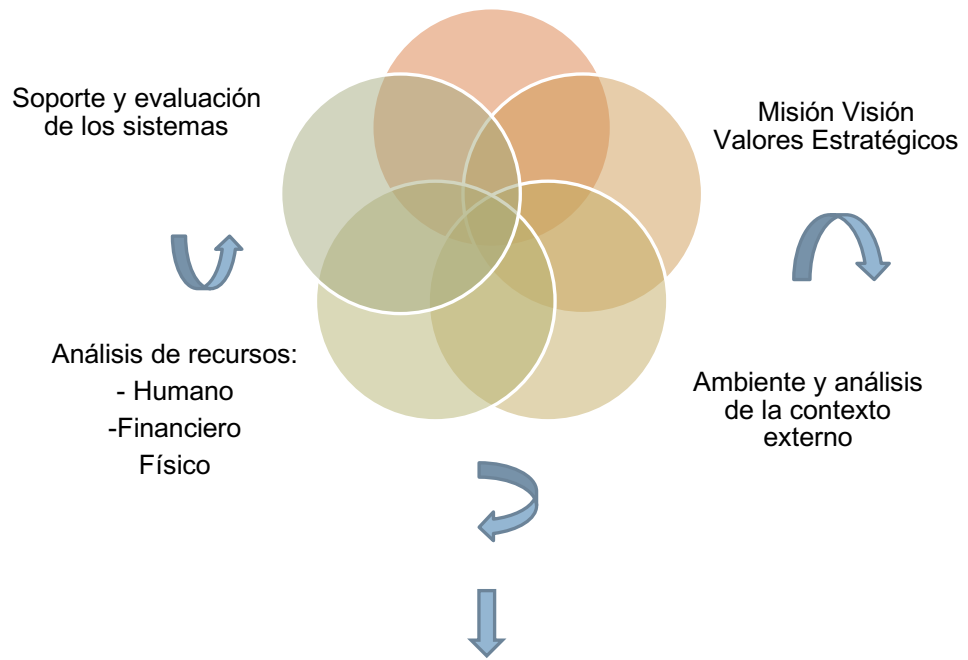 Soporte y evaluación
de los sistemas
Misión Visión
Valores Estratégicos
Análisis de recursos:
- Humano
-Financiero
Físico
Ambiente y análisis
de la contexto
externo